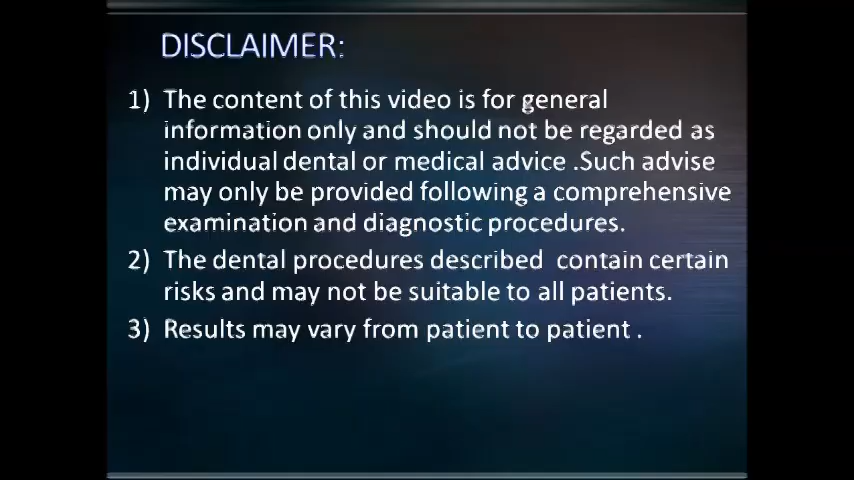 DISCLAIMER:
1) The content of this video is for general
information only and should not be regarded as
individual dental or medical advice .Such advise
may only be provided following a comprehensive
examination and diagnostic procedures.
2) The dental procedures described contain certain
risks and may not be suitable to all patients.
3) Results may vary from patient to patient .